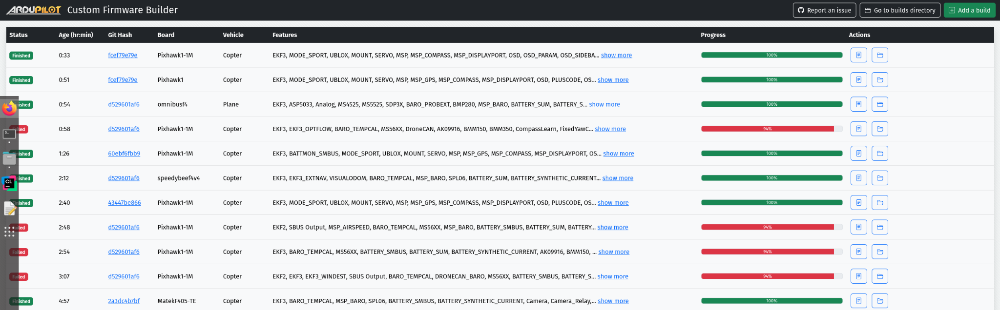 ARDUPILOT Custom Firmware Builder Report an issue Go to builds directory Add a build
Status Age (hr:min) Git Hash Board Vehicle Features Progress Actions
Finished 0:33 fcef79e79e Pixhawk1-1M Copter EKF3, MODE_SPORT, UBLOX, MOUNT, SERVO, MSP, MSP_COMPASS, MSP_DISPLAYPORT, OSD, OSD_PARAM, OSD_SIDEBA... show more 100%
Finished 0:51 fcef79e79e Pixhawk1 Copter EKF3, MODE_SPORT, UBLOX, MOUNT, SERVO, MSP, MSP_GPS, MSP_COMPASS, MSP_DISPLAYPORT, OSD, PLUSCODE, OS... show more 100%
Finished 0:54 d529601af6 omnibusf4 Plane EKF3, ASP5033, Analog, MS4525, MS5525, SDP3X, BARO_PROBEXT, BMP280, MSP_BARO, BATTERY_SUM, BATTERY_S... show more 100%
Failed 0:58 d529601af6 Pixhawk1-1M Copter EKF3, EKF3_OPTFLOW, BARO_TEMPCAL, MS56XX, DroneCAN, AK09916, BMM150, BMM350, CompassLearn, FixedYawC... show more 94%
Finished 1:26 60ebf6fbb9 Pixhawk1-1M Copter EKF3, BATTMON_SMBUS, MODE_SPORT, UBLOX, MOUNT, SERVO, MSP, MSP_GPS, MSP_COMPASS, MSP_DISPLAYPORT, OS... show more 100%
Finished 2:12 d529601af6 speedybeef4v4 Copter EKF3, EKF3_EXTNAV, VISUALODOM, BARO_TEMPCAL, MSP_BARO, SPL06, BATTERY_SUM, BATTERY_SYNTHETIC_CURRENT... show more 100%
CL
Finished 2:40 43447be866 Pixhawk1-1M Copter EKF3, MODE_SPORT, UBLOX, MOUNT, SERVO, MSP, MSP_GPS, MSP_COMPASS, MSP_DISPLAYPORT, OSD, PLUSCODE, OS... show more 100%
Failed 2:48 d529601af6 Pixhawk1-1M Copter EKF2, SBUS Output, MSP_AIRSPEED, BARO_TEMPCAL, MS56XX, MSP_BARO, BATTERY_SMBUS, BATTERY_SUM, BATTERY... show more 94%
Failed 2:54 d529601af6 Pixhawk1-1M Copter EKF3, BARO_TEMPCAL, MS56XX, BATTERY_SMBUS, BATTERY_SUM, BATTERY_SYNTHETIC_CURRENT, AK09916, BMM150, ... show more 94%
Failed 3:07 d529601af6 Pixhawk1-1M Copter EKF2, EKF3, EKF3_WINDEST, SBUS Output, BARO_TEMPCAL, DRONECAN_BARO, MS56XX, BATTERY_SMBUS, BATTERY_S... show more 94%
Finished 4:57 2a3dc4b7bf MatekF405-TE Copter EKF3, BARO_TEMPCAL, MSP_BARO, SPL06, BATTERY_SMBUS, BATTERY_SYNTHETIC_CURRENT, Camera, Camera_Relay,... show more 100%